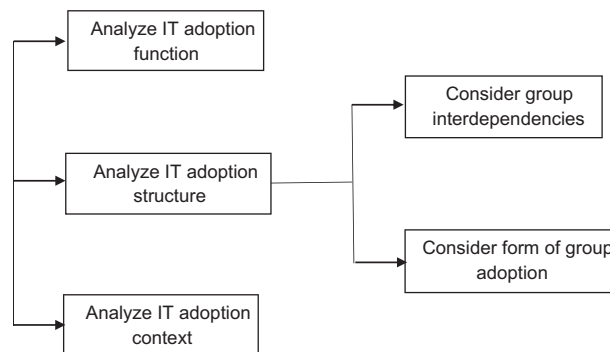 Analyze IT adoption
function
Consider group
interdependencies
Analyze IT adoption
structure
Consider form of group
adoption
Analyze IT adoption
context